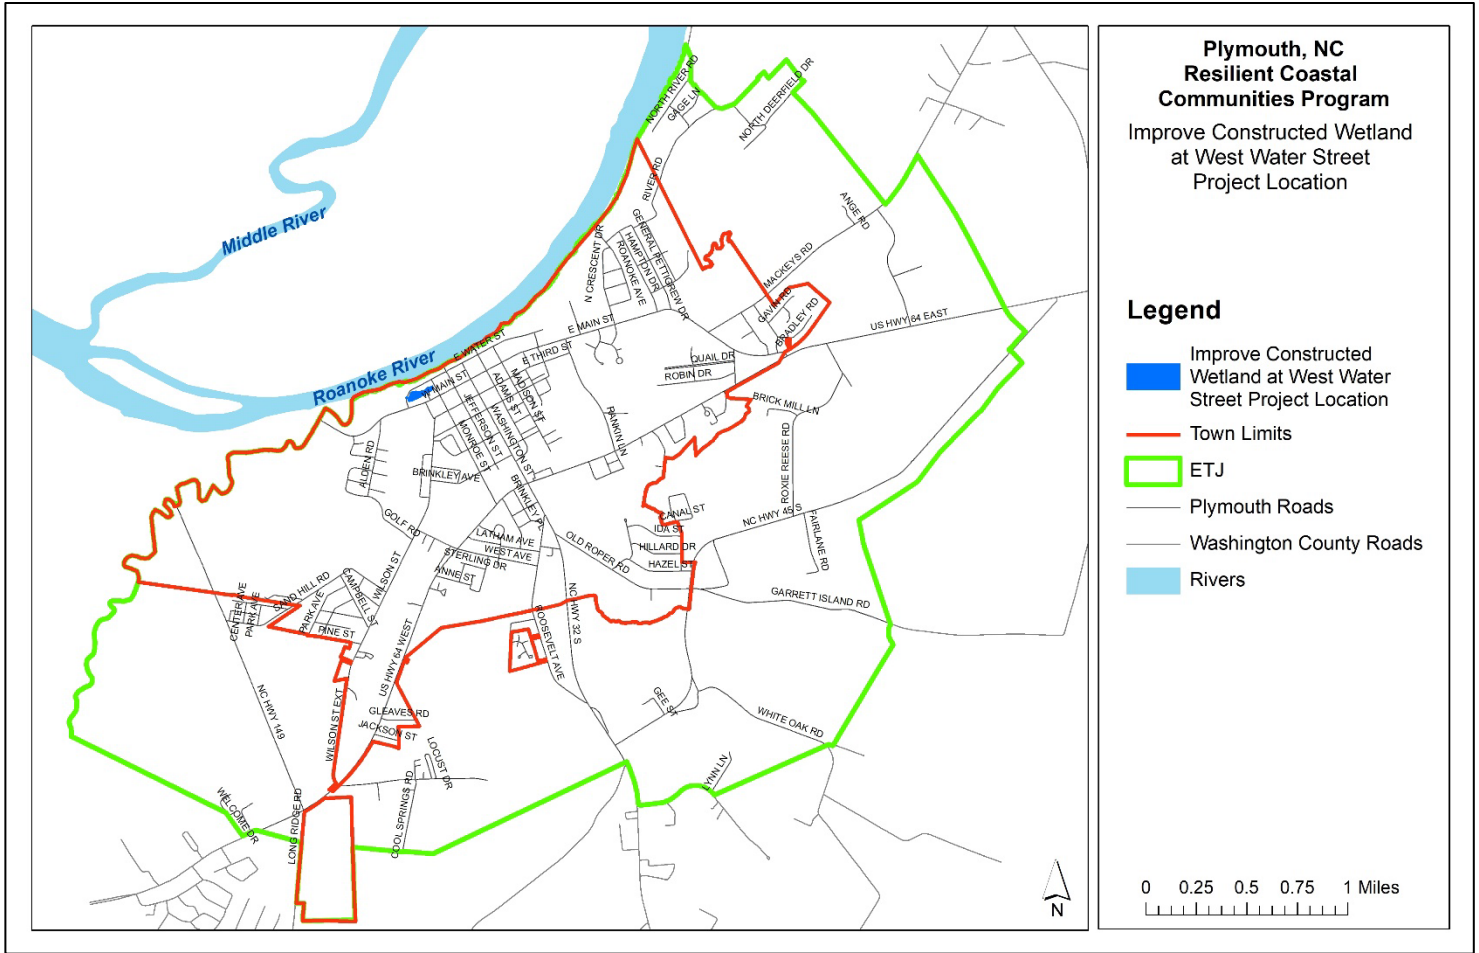 Plymouth, NC
Resilient Coastal
Communities Program
Improve Constructed Wetland
at West Water Street
Project Location
Legend
Improve Constructed
Wetland at West Water
Street Project Location
Town Limits
ETJ
Plymouth Roads
Washington County Roads
Rivers
0 0.25 0.5 0.75 1 Miles
N
Middle River
Roanoke River
NORTH RIVER RD
GAGE LN
NORTH DEERFIELD DR
RIVER RD
ANGE RD
GENERAL PETTIGREW DR
HAMPTON DR
ROANOKE AVE
N CRESCENT DR
MACKEYS RD
GAVIN RD
BRADLEY RD
US HWY 64 EAST
E MAIN ST
E WATER ST
E THIRD ST
QUAIL DR
ROBIN DR
MAIN ST
MADISON ST
ADAMS ST
WASHINGTON ST
JEFFERSON ST
MONROE ST
RANKIN LN
BRICK MILL LN
ROXIE REESE RD
ALDEN RD
BRINKLEY AVE
BRINKLEY PL
GOLF RD
CANAL ST
IDA ST
HILLARD DR
HAZEL ST
NC HWY 45 S
FAIRLANE RD
LATHAM AVE
WEST AVE
STERLING DR
ANNE ST
OLD ROPER RD
WILSON ST
SAND HILL RD
CAMPBELL ST
CENTER AVE
PARK AVE
PARK AVE
PINE ST
GARRETT ISLAND RD
NC HWY 32 S
ROOSEVELT AVE
US HWY 64 WEST
NC HWY 149
WILSON ST EXT
GLEAVES RD
JACKSON ST
GEE ST
WHITE OAK RD
LOCUST DR
LYNN LN
COOL SPRINGS RD
WELCOME DR
LONG RIDGE RD